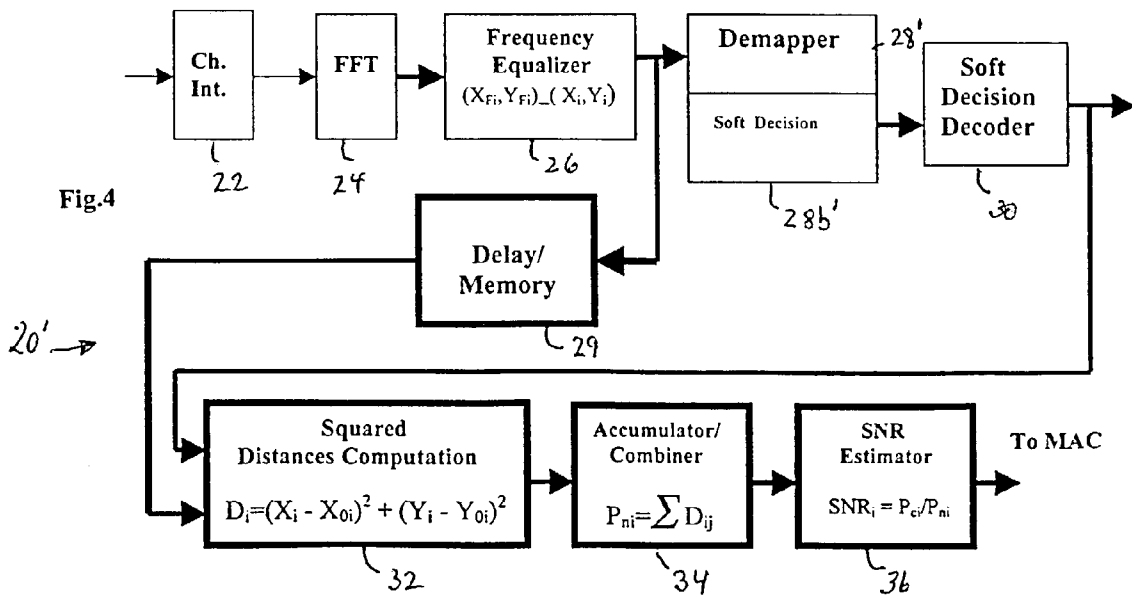 Ch.
Int.
22
FFT
24
Frequency
Equalizer
(X_Fi,Y_Fi)_( X_i,Y_i)
26
Demapper
28'
Soft Decision
28b'
Soft
Decision
Decoder
30
Fig.4
Delay/
Memory
29
20'
Squared
Distances Computation
D_i=(X_i - X_0i)² + (Y_i - Y_0i)²
32
Accumulator/
Combiner
P_ni=∑ D_ij
34
SNR
Estimator
SNR_i = P_ci/P_ni
36
To MAC